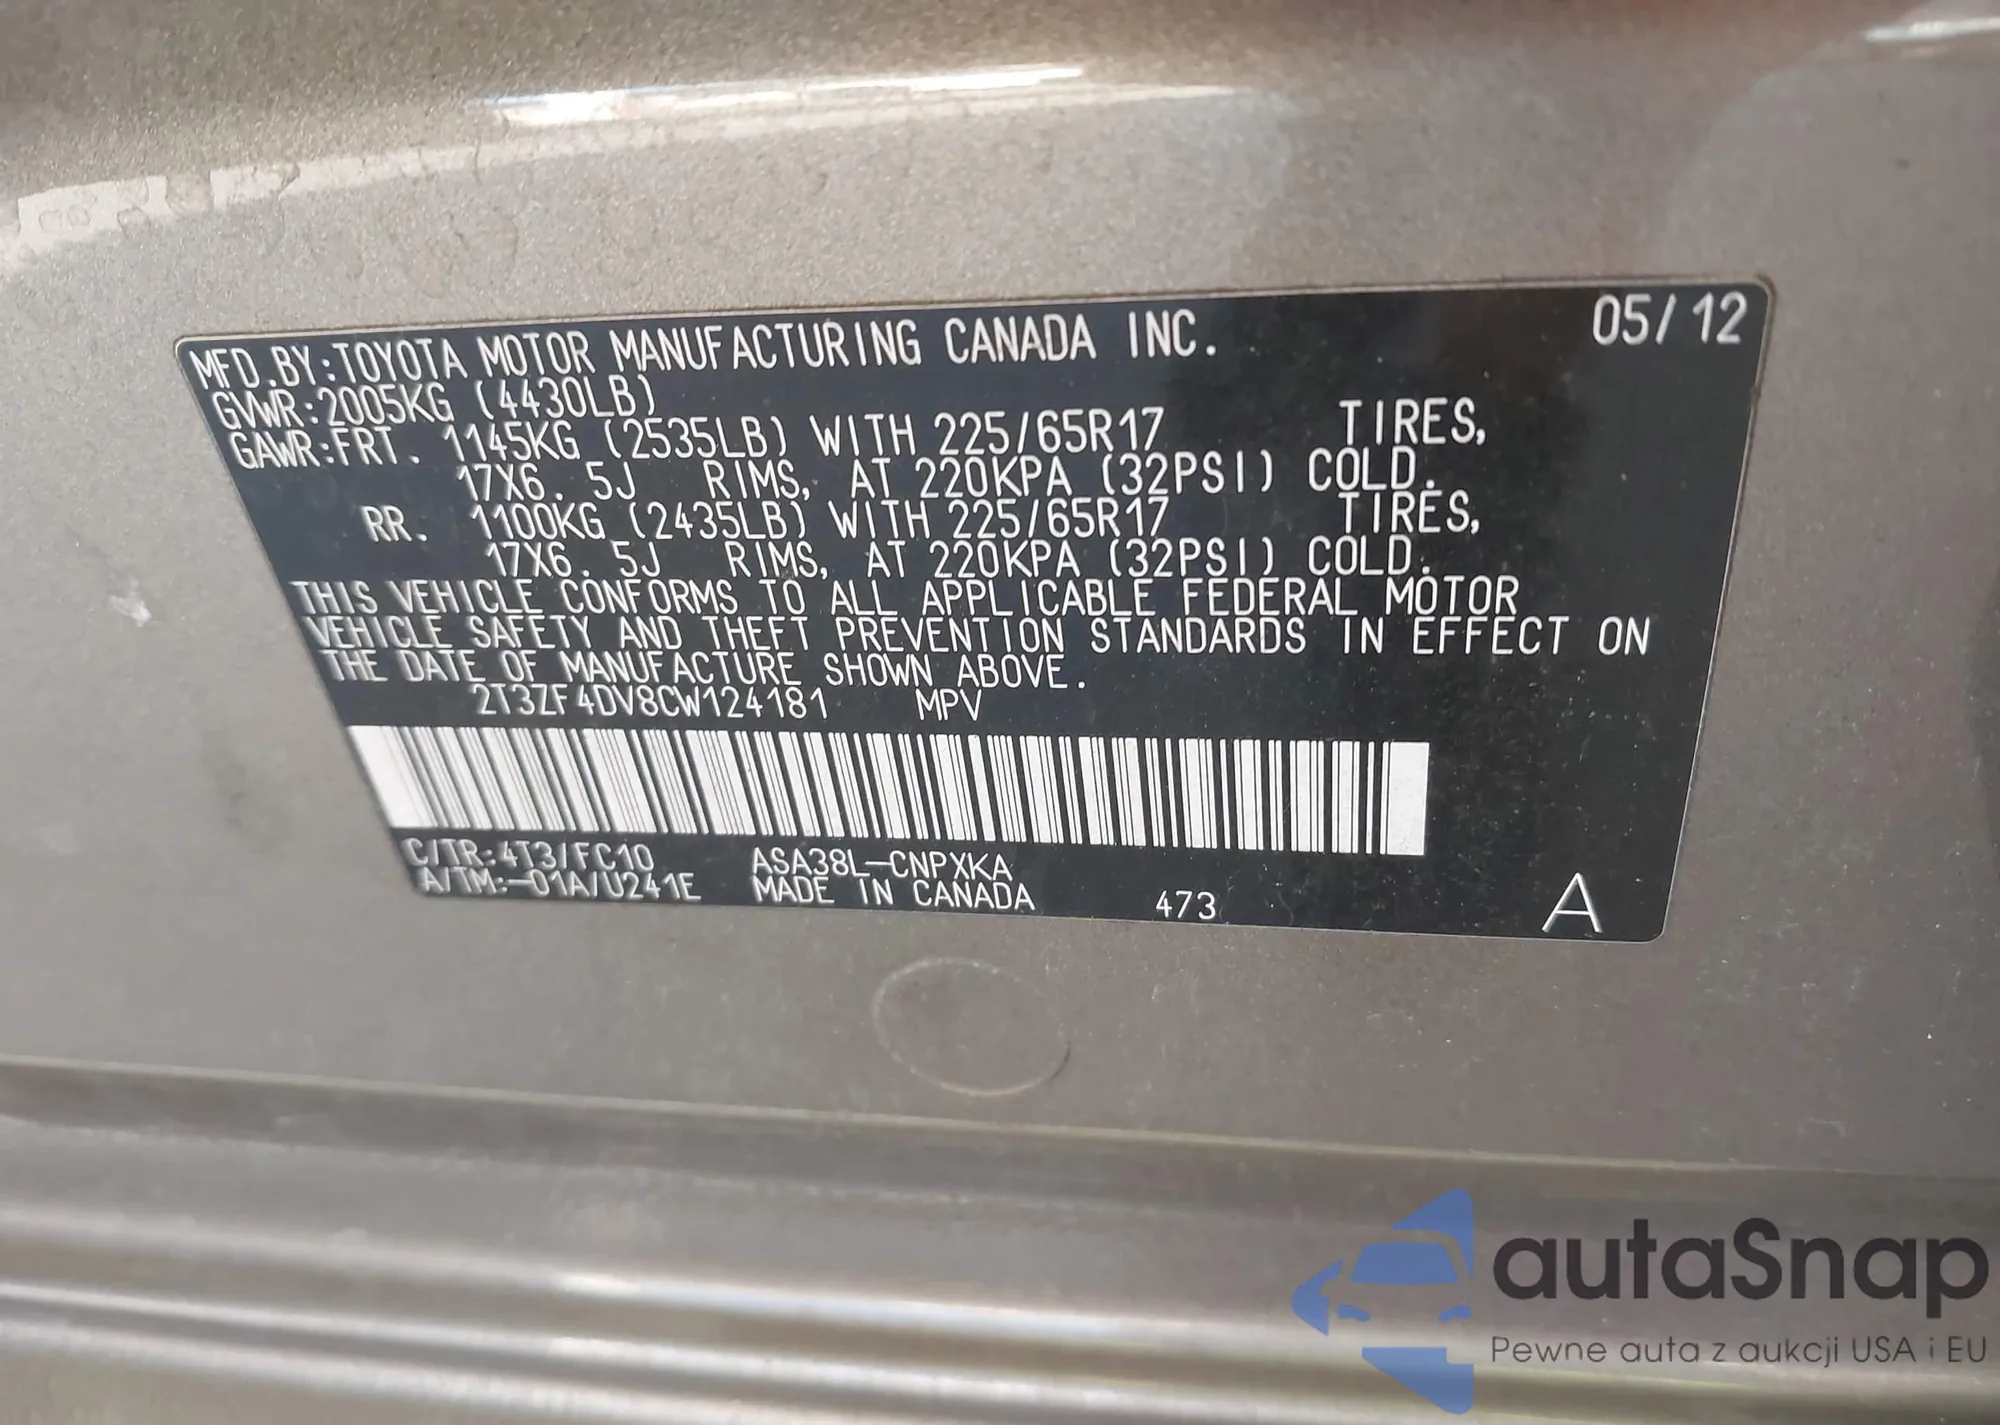 MFD.BY:TOYOTA MOTOR MANUFACTURING CANADA INC. 05/12
GVWR:2005KG (4430LB)
GAWR:FRT. 1145KG (2535LB) WITH 225/65R17 TIRES,
17X6.5J RIMS, AT 220KPA (32PSI) COLD.
RR. 1100KG (2435LB) WITH 225/65R17 TIRES,
17X6.5J RIMS, AT 220KPA (32PSI) COLD.
THIS VEHICLE CONFORMS TO ALL APPLICABLE FEDERAL MOTOR
VEHICLE SAFETY AND THEFT PREVENTION STANDARDS IN EFFECT ON
THE DATE OF MANUFACTURE SHOWN ABOVE.
2T3ZF4DV8CW124181 MPV
C/TR:4T3/FC10 ASA38L-CNPXKA
A/TM:-01A/U241E MADE IN CANADA 473 A
autaSnap
Pewne auta z aukcji USA i EU